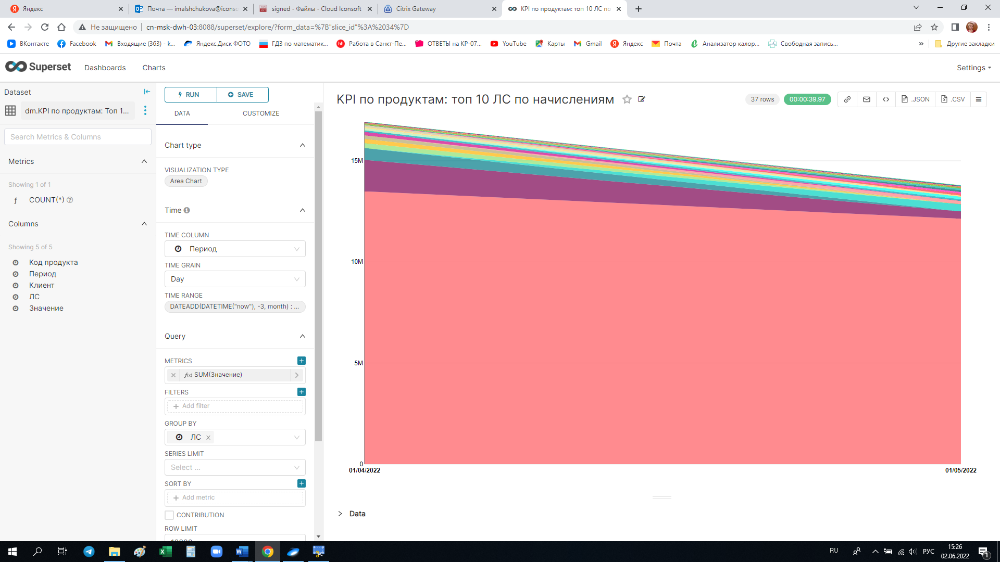 Яндекс
Почта — imalshchukova@iconsc
signed - Файлы - Cloud Iconsoft
Citrix Gateway
KPI по продуктам: топ 10 ЛС по
Не защищено
cn-msk-dwh-03:8088/superset/explore/?form_data=%7B"slice_id"%3A%2034%7D
ВКонтакте
Facebook
Входящие (363) - k...
Яндекс.Диск ФОТО
ГДЗ по математик...
Работа в Санкт-Пе...
ОТВЕТЫ на КР-07...
YouTube
Карты
Gmail
Яндекс
Почта
Анализатор калор...
Свободная запись...
»
Другие закладки
Superset
Dashboards
Charts
Settings
Dataset
dm.KPI по продуктам: Топ 1...
Search Metrics & Columns
Metrics
Showing 1 of 1
ƒ COUNT(*)
Columns
Showing 5 of 5
Код продукта
Период
Клиент
ЛС
Значение
RUN
SAVE
DATA
CUSTOMIZE
Chart type
VISUALIZATION TYPE
Area Chart
Time
TIME COLUMN
Период
TIME GRAIN
Day
TIME RANGE
DATEADD(DATETIME("now"), -3, month) : ...
Query
METRICS
f(x) SUM(Значение)
FILTERS
+ Add filter
GROUP BY
ЛС x
SERIES LIMIT
Select ...
SORT BY
+ Add metric
CONTRIBUTION
ROW LIMIT
KPI по продуктам: топ 10 ЛС по начислениям
37 rows
00:00:39.97
.JSON
.CSV
15M
10M
5M
0
01/04/2022
01/05/2022
Data
RU
РУС
15:26
02.06.2022
1